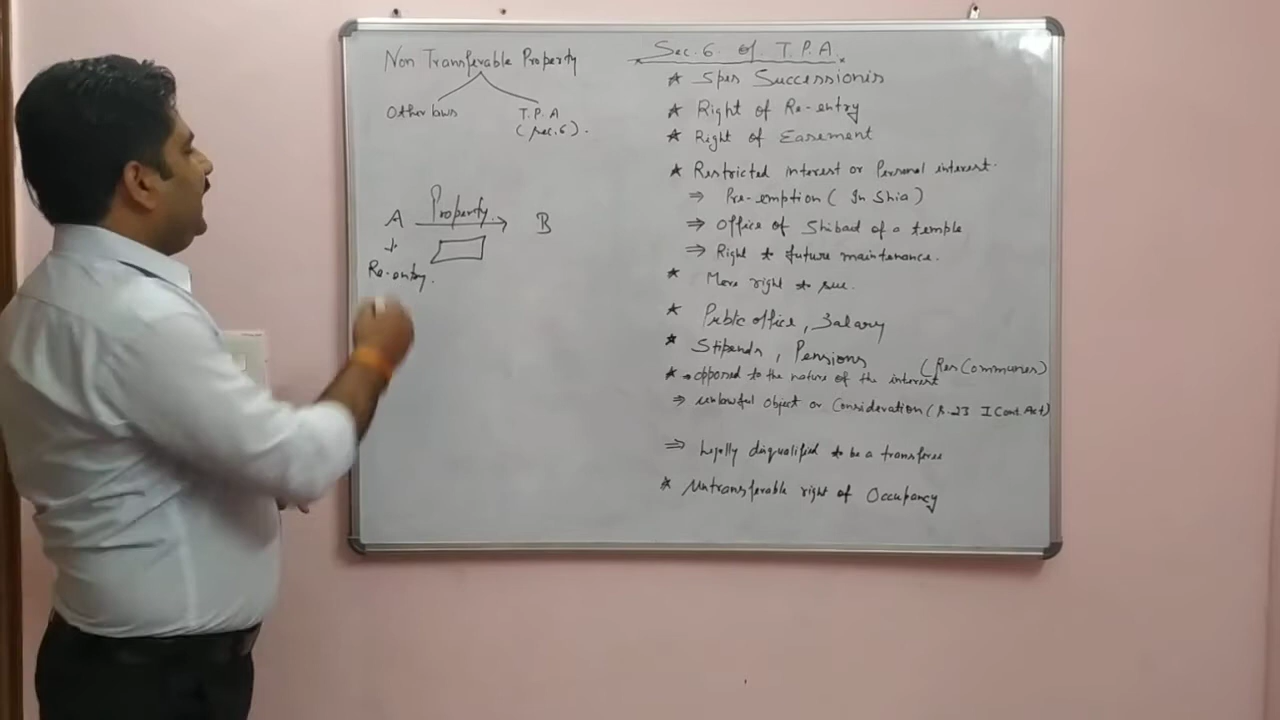 Non Transferable Property
Other laws
T.P.A
(Sec.6).
A Property B
Re-entry.
Sec. 6 of T.P.A.
★ Spes Successionis
★ Right of Re-entry
★ Right of Easement
★ Restricted interest or Personal interest.
⇒ Pre-emption (In Shia)
⇒ Office of Shibad of a temple
⇒ Right to future maintenance.
★ Mere right to sue.
★ Public office, Salary
★ Stipends, Pensions
(Res Communes)
★ opposed to the nature of the interest
⇒ unlawful object or Consideration (S.23 I Cont Act)
⇒ Legally disqualified to be a transferee
★ Untransferable right of Occupancy